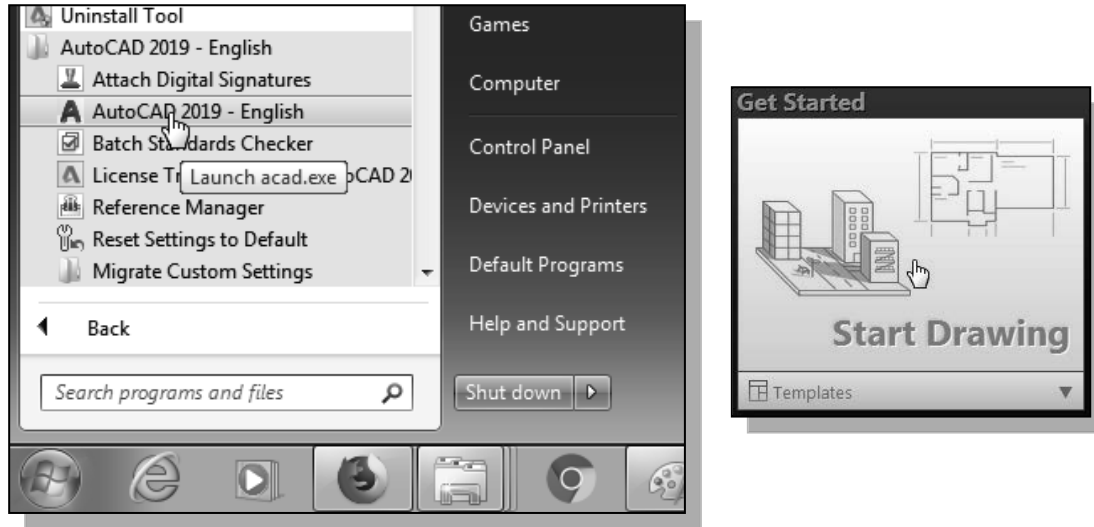 Uninstall Tool
AutoCAD 2019 - English
Attach Digital Signatures
AutoCAD 2019 - English
Batch Standards Checker
License Tr
Launch acad.exe
oCAD 2
Reference Manager
Reset Settings to Default
Migrate Custom Settings
Back
Search programs and files
Games
Computer
Control Panel
Devices and Printers
Default Programs
Help and Support
Shut down
Get Started
Start Drawing
Templates